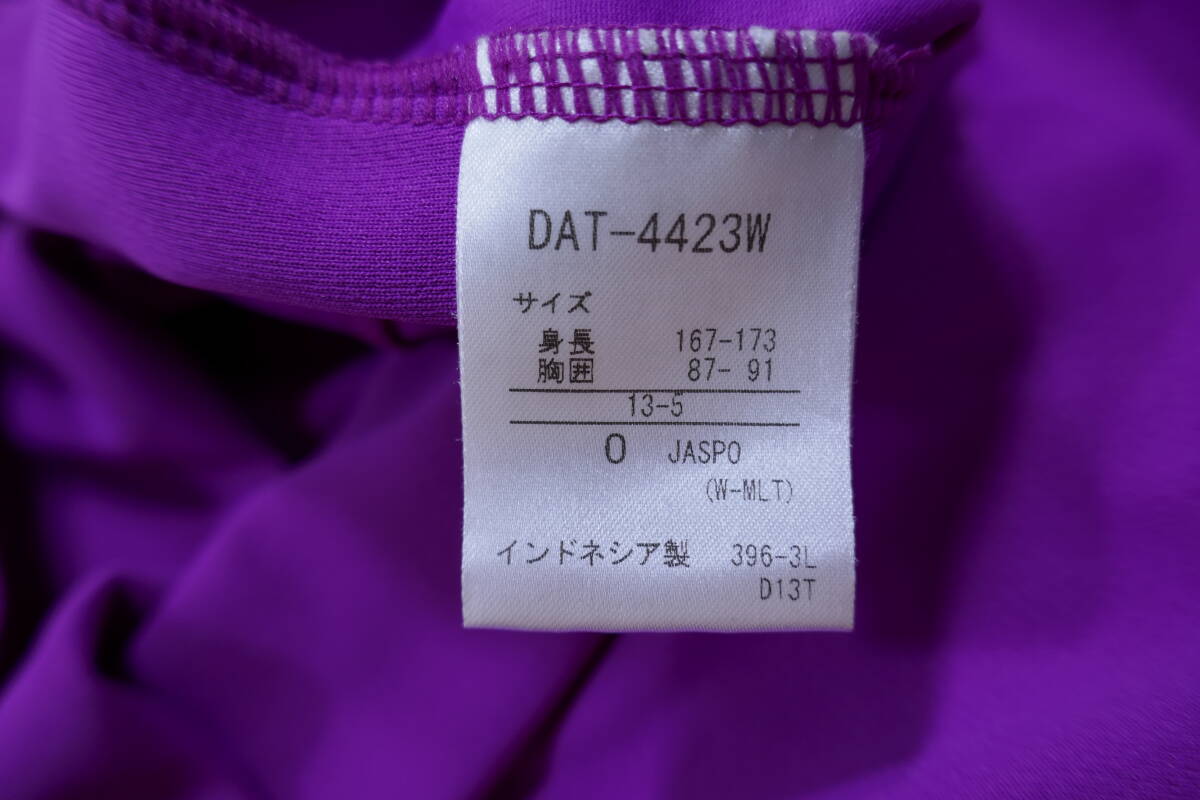 DAT-4423W
サイズ
身長 167-173
胸囲 87- 91
13-5
O JASPO
(W-MLT)
インドネシア製 396-3L
D13T